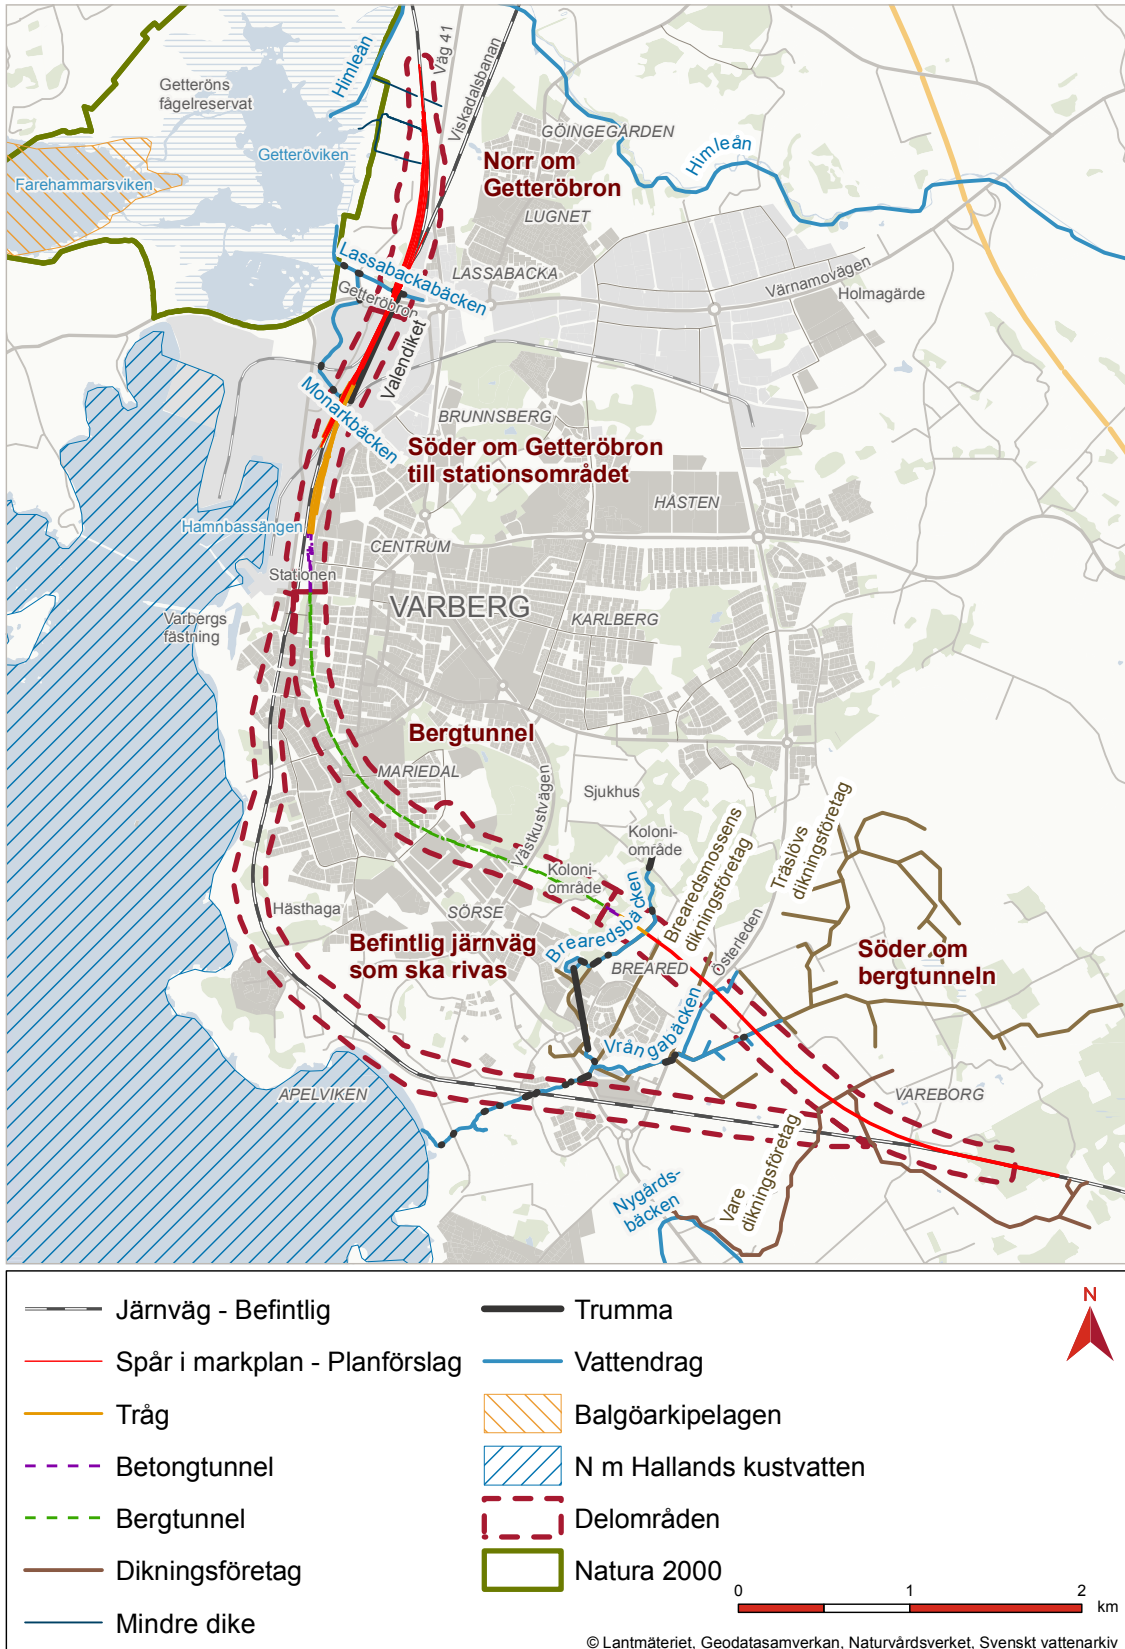 Himleån
Väg 41
Viskadalsbanan
Getteröns
fågelreservat
GÖINGEGÅRDEN
Himleån
Getteröviken
Norr om
Getteröbron
Farehammarsviken
LUGNET
Lassabackabäcken
LASSABACKA
Värnamovägen
Holmagärde
Getteröbron
Valendiket
Monarkbäcken
BRUNNSBERG
Söder om Getteröbron
till stationsområdet
HÅSTEN
Hamnbassängen
CENTRUM
Stationen
VARBERG
Varbergs
fästning
KARLBERG
Bergtunnel
MARIEDAL
Sjukhus
Västkustvägen
Koloni-
område
Brearedsmossens
dikningsföretag
Träslövs
dikningsföretag
Koloni-
område
Hästhaga
SÖRSE
Brearedsbäcken
Österleden
Befintlig järnväg
som ska rivas
BREARED
Söder om
bergtunneln
Vrångabäcken
APELVIKEN
VAREBORG
Vare
dikningsföretag
Nygårds-
bäcken
Järnväg - Befintlig
Spår i markplan - Planförslag
Tråg
Betongtunnel
Bergtunnel
Dikningsföretag
Mindre dike
Trumma
Vattendrag
Balgöarkipelagen
N m Hallands kustvatten
Delområden
Natura 2000
N
0 1 2
km
© Lantmäteriet, Geodatasamverkan, Naturvårdsverket, Svenskt vattenarkiv